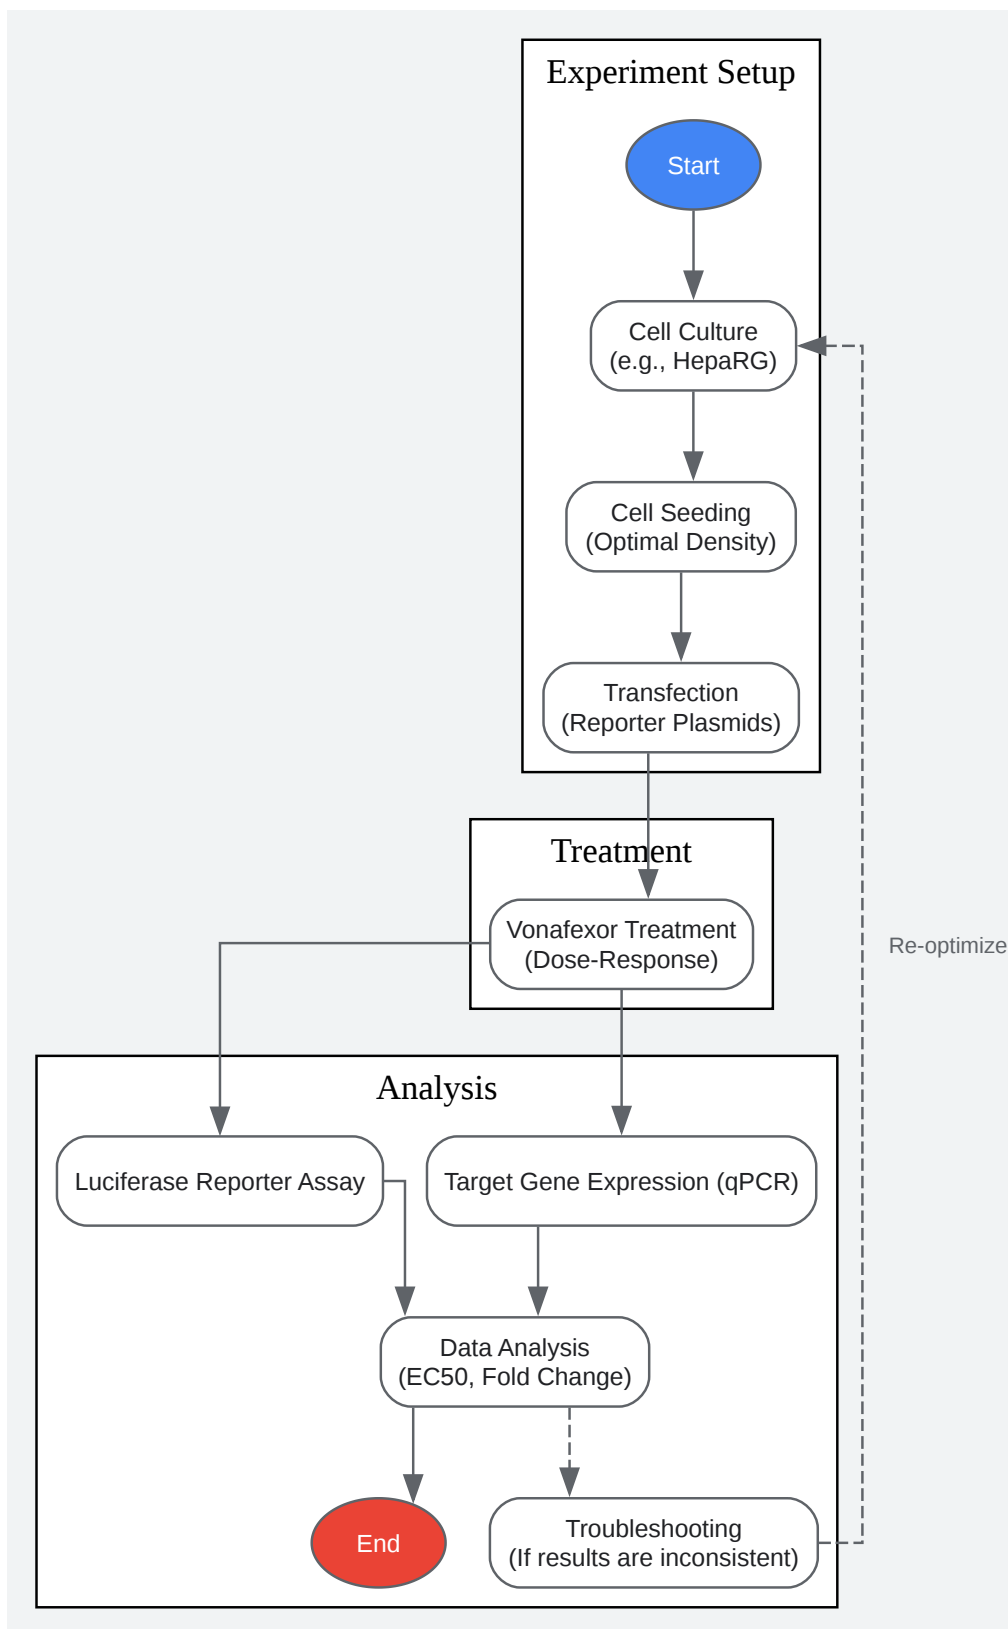 Experiment Setup
Start
Cell Culture
(e.g., HepaRG)
Cell Seeding
(Optimal Density)
Transfection
(Reporter Plasmids)
Treatment
Vonafexor Treatment
(Dose-Response)
Re-optimize
Analysis
Luciferase Reporter Assay
Target Gene Expression (qPCR)
Data Analysis
(EC50, Fold Change)
End
Troubleshooting
(If results are inconsistent)